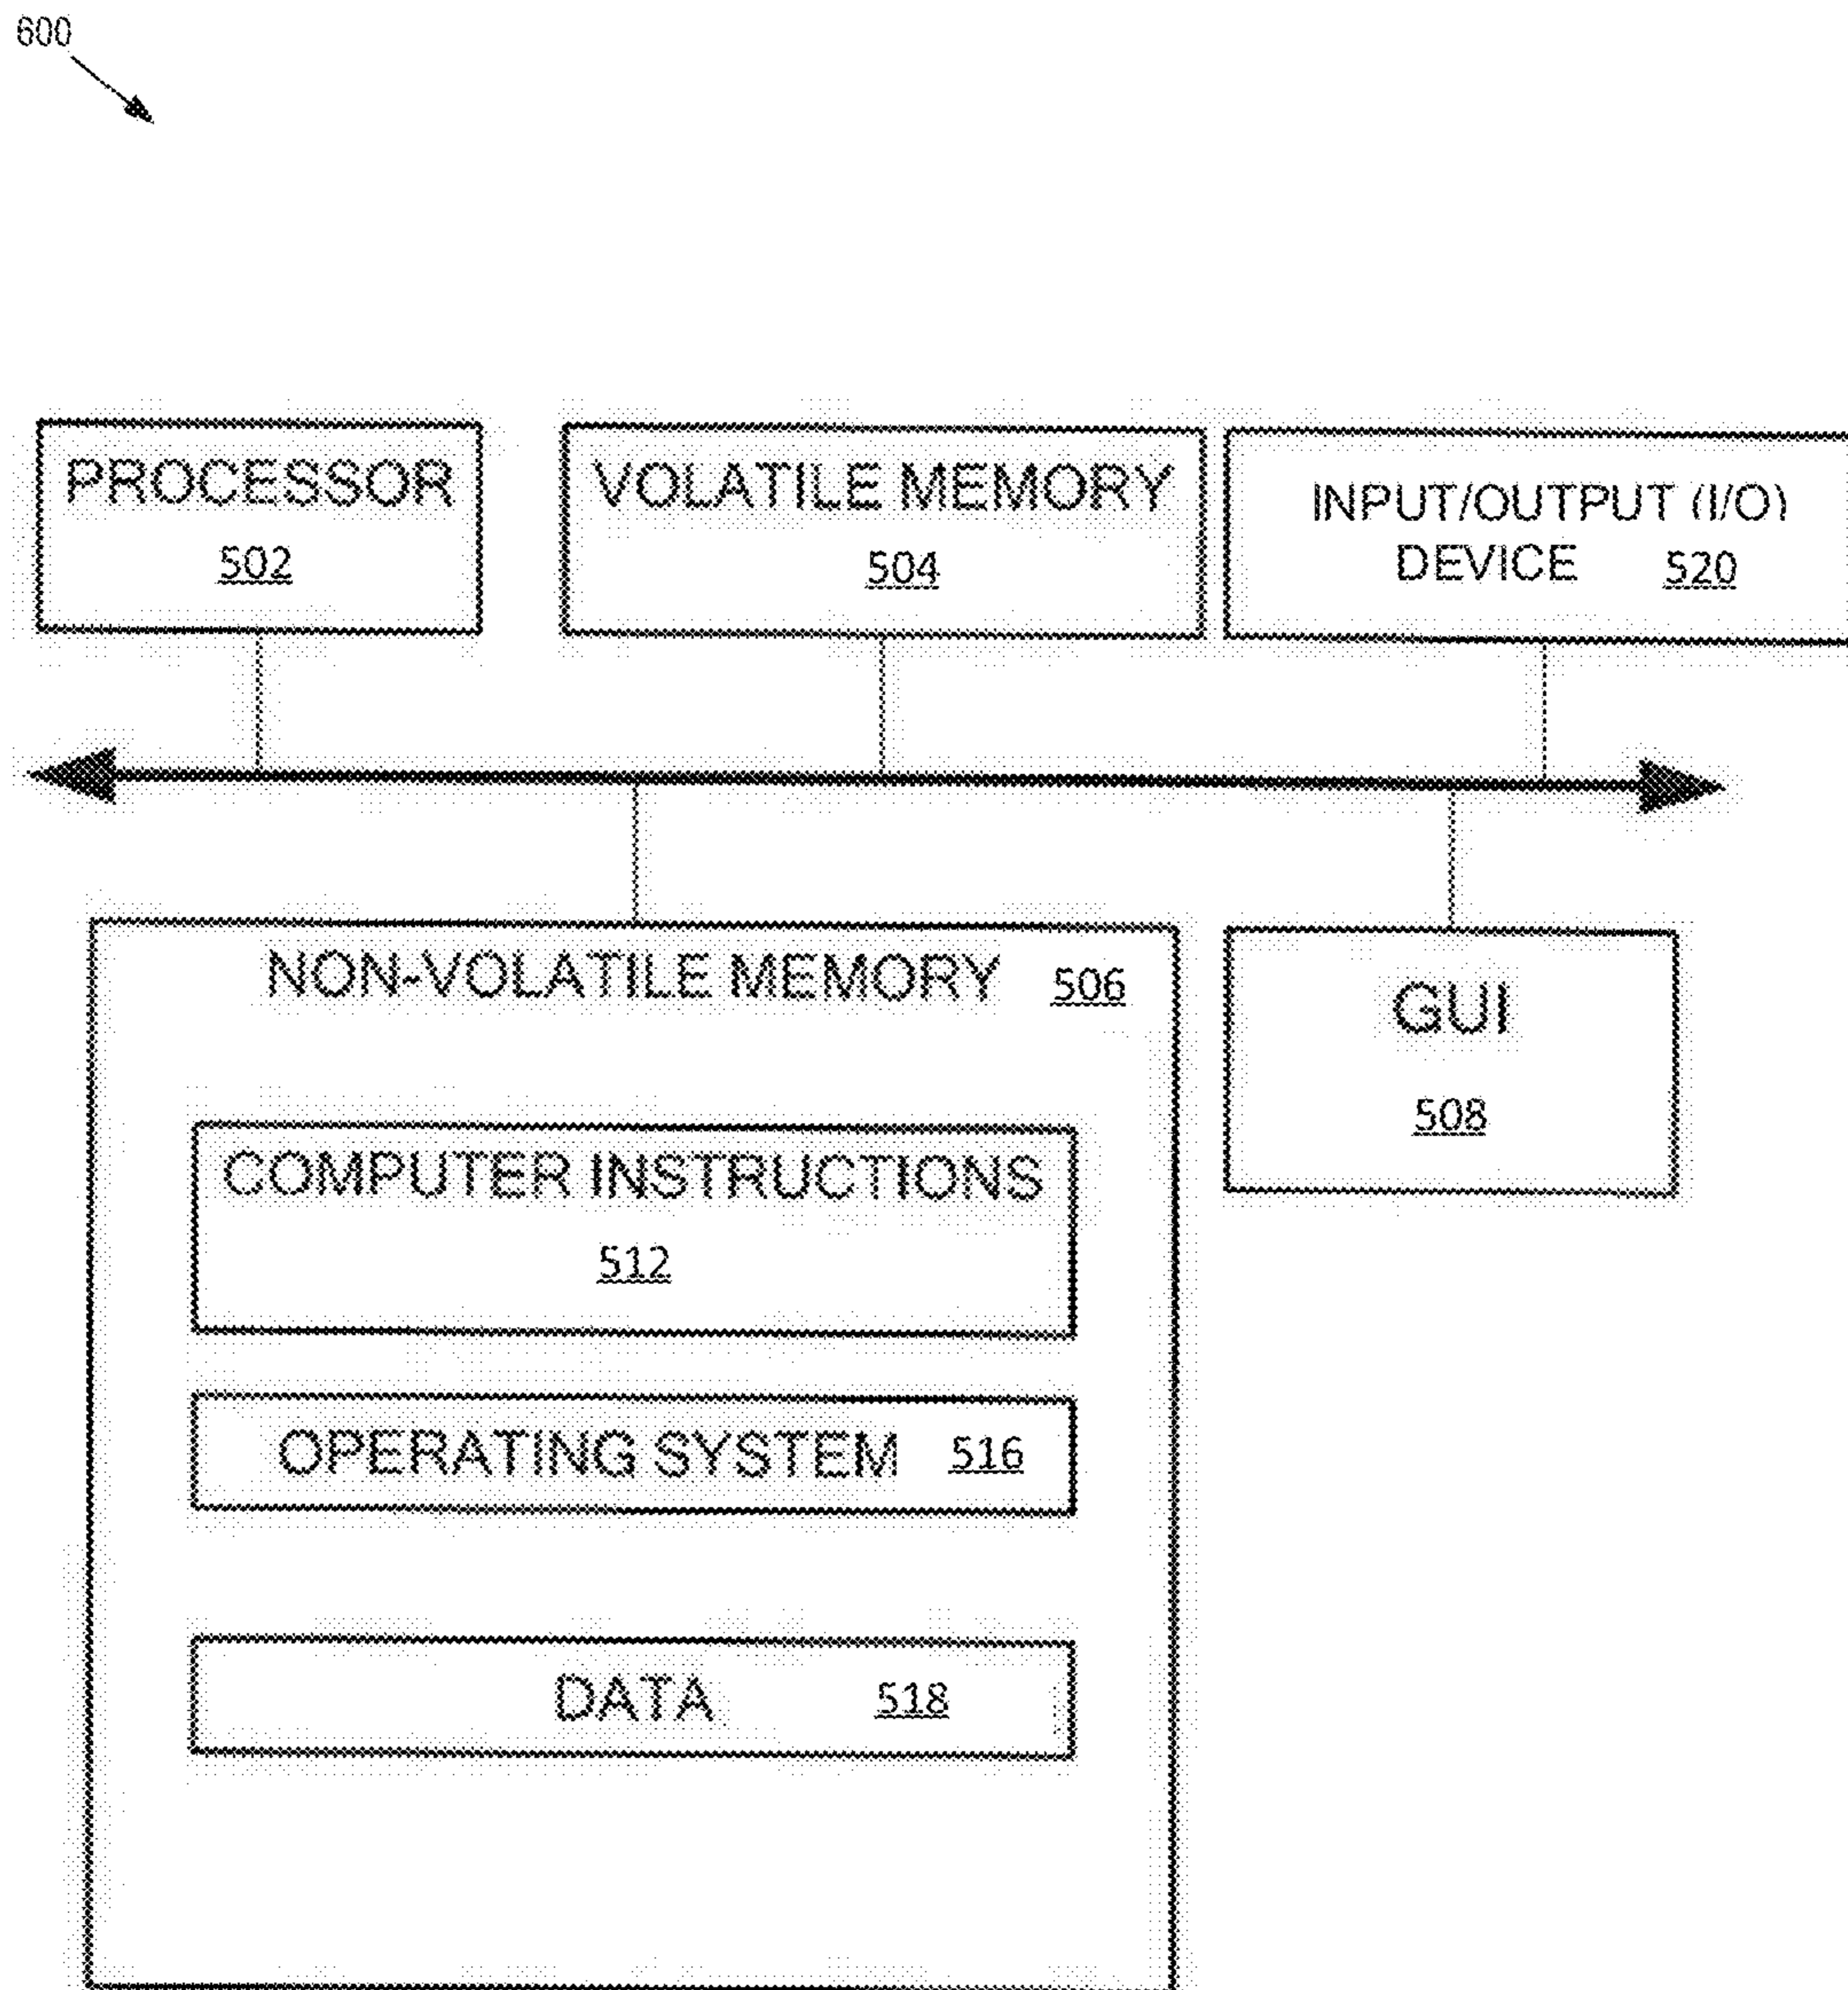 600
PROCESSOR
502
VOLATILE MEMORY
504
INPUT/OUTPUT (I/O)
DEVICE 520
NON-VOLATILE MEMORY 506
COMPUTER INSTRUCTIONS
512
OPERATING SYSTEM 516
DATA 518
GUI
508